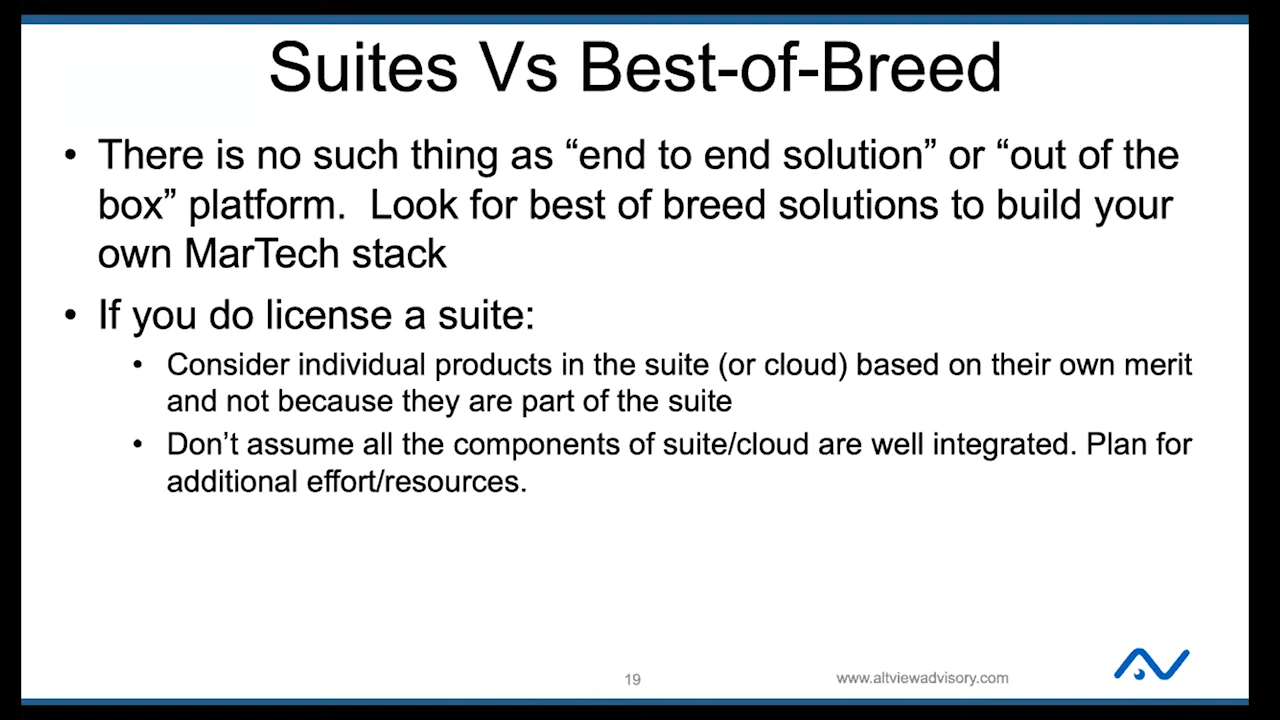 Suites Vs Best-of-Breed
• There is no such thing as “end to end solution” or “out of the
box” platform.  Look for best of breed solutions to build your
own MarTech stack
• If you do license a suite:
• Consider individual products in the suite (or cloud) based on their own merit
and not because they are part of the suite
• Don’t assume all the components of suite/cloud are well integrated. Plan for
additional effort/resources.
19
www.altviewadvisory.com